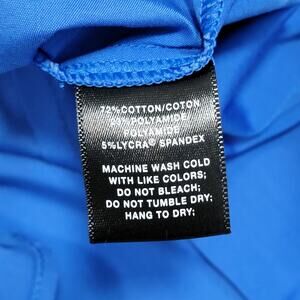 72%COTTON/COTON
POLYAMIDE
POLYAMIDE
5%LYCRA® SPANDEX
MACHINE WASH COLD
WITH LIKE COLORS;
DO NOT BLEACH;
DO NOT TUMBLE DRY;
HANG TO DRY;